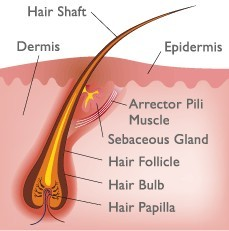 Hair Shaft
Dermis
Epidermis
Arrector Pili
Muscle
Sebaceous Gland
Hair Follicle
Hair Bulb
Hair Papilla